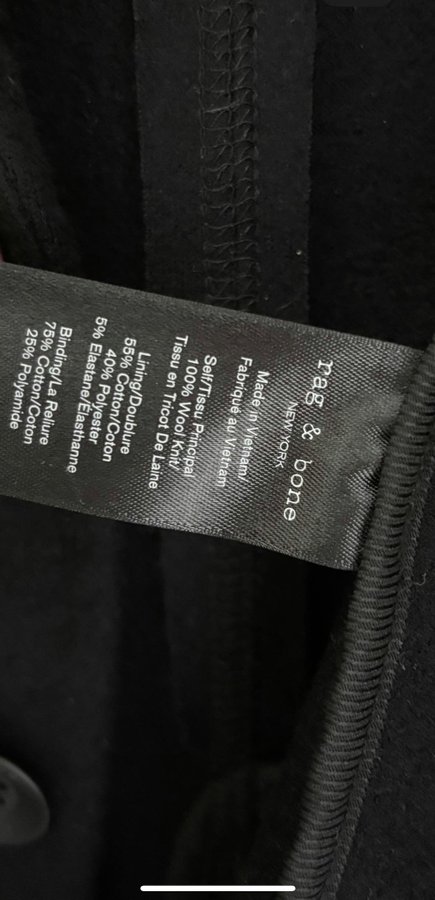 rag & bone
NEW YORK
Made in Vietnam/
Fabriqué au Vietnam
Self/Tissu Principal
100% Wool Knit/
Tissu en Tricot De Laine
Lining/Doublure
55% Cotton/Coton
40% Polyester
5% Elastane/Élasthanne
Binding/La Reliure
75% Cotton/Coton
25% Polyamide